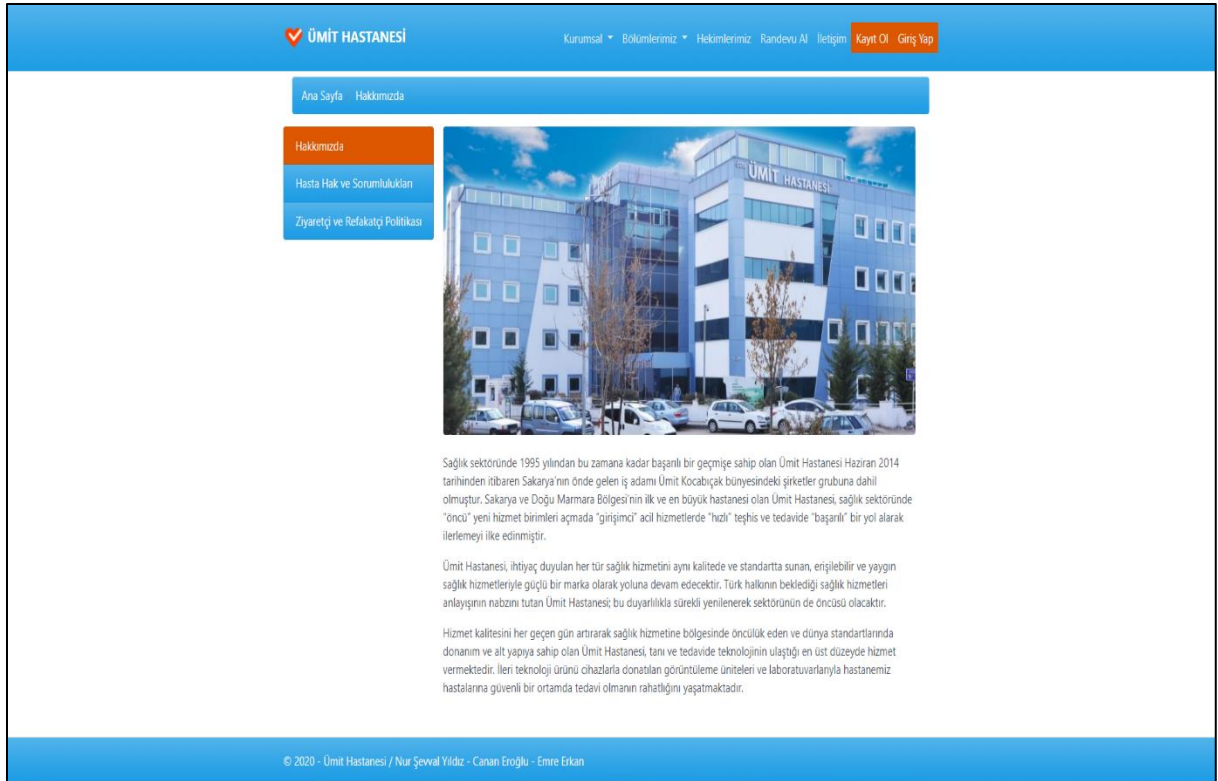 ÜMİT HASTANESİ
Kurumsal Bölümlerimiz Hekimlerimiz Randevu Al İletişim Kayıt Ol Giriş Yap
Ana Sayfa Hakkımızda
Hakkımızda
Hasta Hak ve Sorumlulukları
Ziyaretçi ve Refakatçi Politikası
ÜMİT HASTANESİ
Sağlık sektöründe 1995 yılından bu zamana kadar başarılı bir geçmişe sahip olan Ümit Hastanesi Haziran 2014
tarihinden itibaren Sakarya'nın önde gelen iş adamı Ümit Kocabıçak bünyesindeki şirketler grubuna dahil
olmuştur. Sakarya ve Doğu Marmara Bölgesi'nin ilk ve en büyük hastanesi olan Ümit Hastanesi, sağlık sektöründe
"öncü" yeni hizmet birimleri açmada "girişimci" acil hizmetlerde "hızlı" teşhis ve tedavide "başarılı" bir yol alarak
ilerlemeyi ilke edinmiştir.
Ümit Hastanesi, ihtiyaç duyulan her tür sağlık hizmetini aynı kalitede ve standartta sunan, erişilebilir ve yaygın
sağlık hizmetleriyle güçlü bir marka olarak yoluna devam edecektir. Türk halkının beklediği sağlık hizmetleri
anlayışının nabzını tutan Ümit Hastanesi; bu duyarlılıkla sürekli yenilenerek sektörünün de öncüsü olacaktır.
Hizmet kalitesini her geçen gün artırarak sağlık hizmetine bölgesinde öncülük eden ve dünya standartlarında
donanım ve alt yapıya sahip olan Ümit Hastanesi, tanı ve tedavide teknolojinin ulaştığı en üst düzeyde hizmet
vermektedir. İleri teknoloji ürünü cihazlarla donatılan görüntüleme üniteleri ve laboratuvarlarıyla hastanemiz
hastalarına güvenli bir ortamda tedavi olmanın rahatlığını yaşatmaktadır.
© 2020 - Ümit Hastanesi / Nur Şevval Yıldız - Canan Eroğlu - Emre Erkan